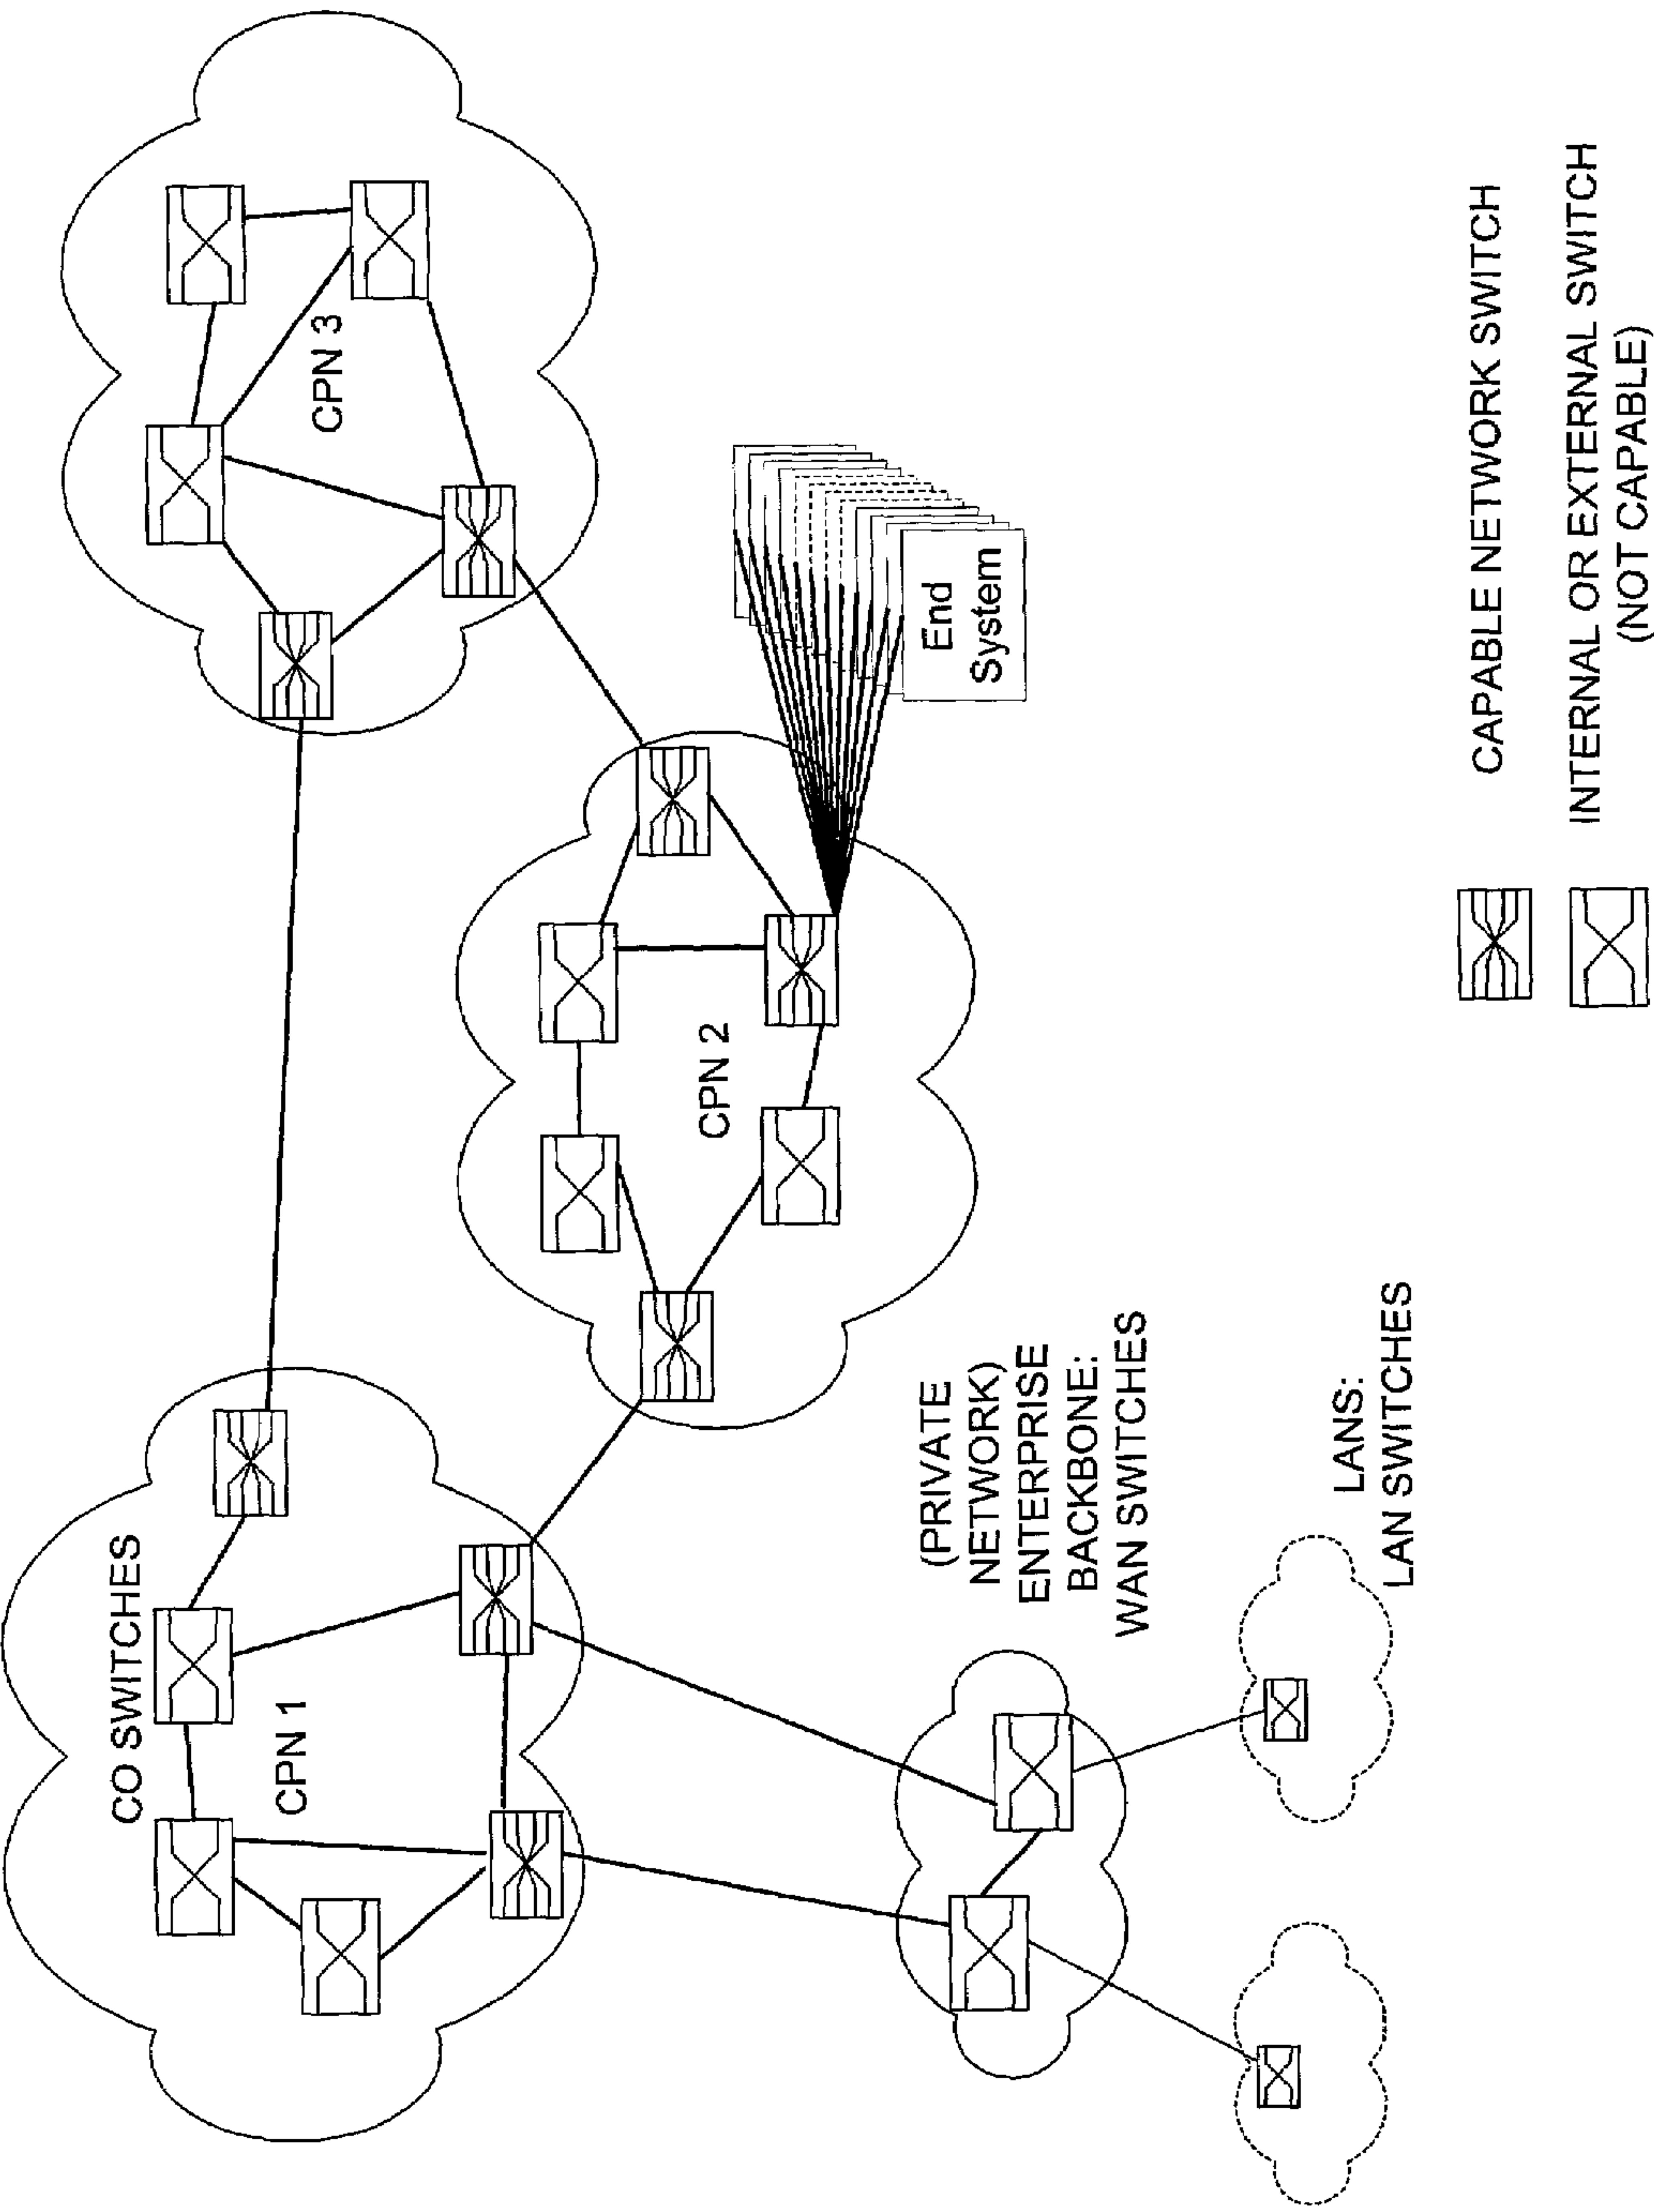 CO SWITCHES
CPN 1
CPN 2
CPN 3
End
System
(PRIVATE
NETWORK)
ENTERPRISE
BACKBONE:
WAN SWITCHES
LANS:
LAN SWITCHES
CAPABLE NETWORK SWITCH
INTERNAL OR EXTERNAL SWITCH
(NOT CAPABLE)